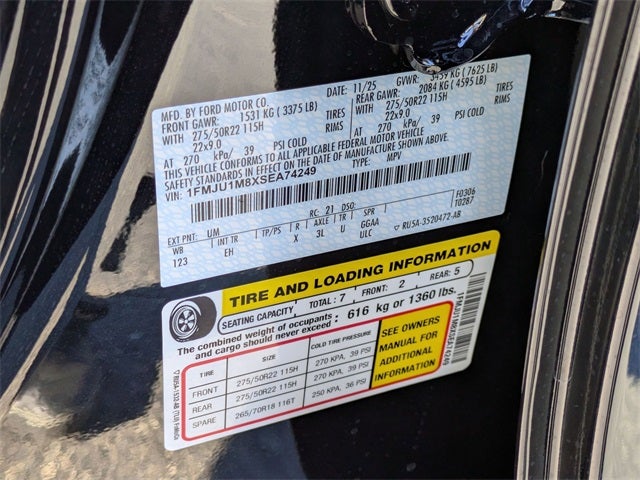 MFD. BY FORD MOTOR CO.
DATE: 11/25 GVWR: 3459 KG ( 7625 LB)
FRONT GAWR: 1531 KG ( 3375 LB) REAR GAWR: 2084 KG ( 4595 LB)
275/50R22 115H TIRE 275/50R22 115H TIRE
22x9.0 RIMS 22x9.0 RIMS
AT 270 kPa/ 39 PSI COLD AT 270 kPa/ 39 PSI COLD
THIS VEHICLE CONFORMS TO ALL APPLICABLE FEDERAL MOTOR VEHICLE
SAFETY STANDARDS IN EFFECT ON THE DATE OF MANUFACTURE SHOWN ABOVE.
VIN: 1FMJU1M8XSEA74249
TYPE: MPV
F0306
T0287
EXT PNT: UM RC: 21 DSO:
WB INT TR TP/PS R AXLE TR SPR
123 EH X 3L U GGAA
ULC
▽ RU5A-3520472-AB
TIRE AND LOADING INFORMATION
SEATING CAPACITY TOTAL : 7 FRONT: 2 REAR: 5
The combined weight of occupants and cargo should never exceed : 616 kg or 1360 lbs.
TIRE SIZE COLD TIRE PRESSURE
FRONT 275/50R22 115H 270 KPA, 39 PSI
REAR 275/50R22 115H 270 KPA, 39 PSI
SPARE 265/70R18 116T 250 KPA, 36 PSI
SEE OWNERS
MANUAL FOR
ADDITIONAL
INFORMATION
1FMJU1M8XSEA74249